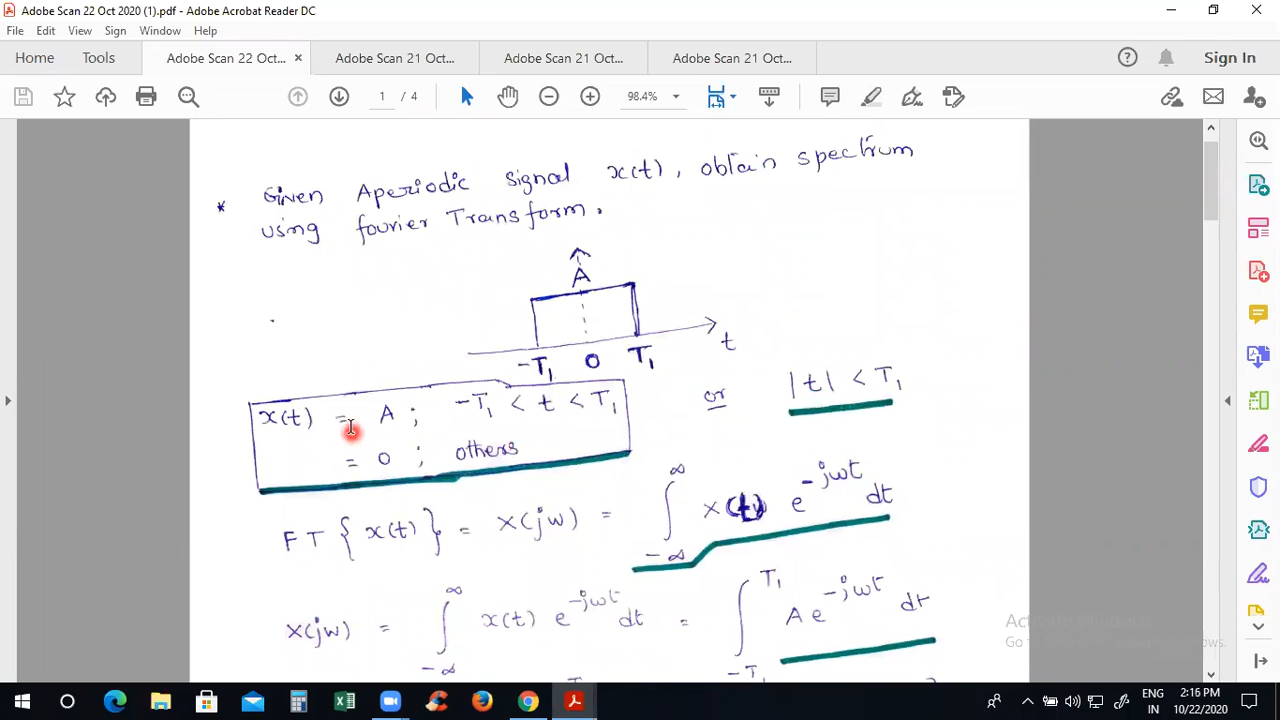 Adobe Scan 22 Oct 2020 (1).pdf - Adobe Acrobat Reader DC
File Edit View Sign Window Help
Home Tools Adobe Scan 22 Oct... × Adobe Scan 21 Oct... Adobe Scan 21 Oct... Adobe Scan 21 Oct... Sign In
1 / 4 98.4%
* Given Aperiodic signal x(t), obtain spectrum
using fourier Transform.
A
-T₁ 0 T₁ t
x(t) = A ; -T₁ < t < T₁ or |t| < T₁
= 0 ; others
FT {x(t)} = X(jw) = ∫_{-∞}^{∞} x(t) e^{-jwt} dt
X(jw) = ∫_{-∞}^{∞} x(t) e^{-jwt} dt = ∫_{-T₁}^{T₁} A e^{-jwt} dt
ENG 2:16 PM
IN 10/22/2020